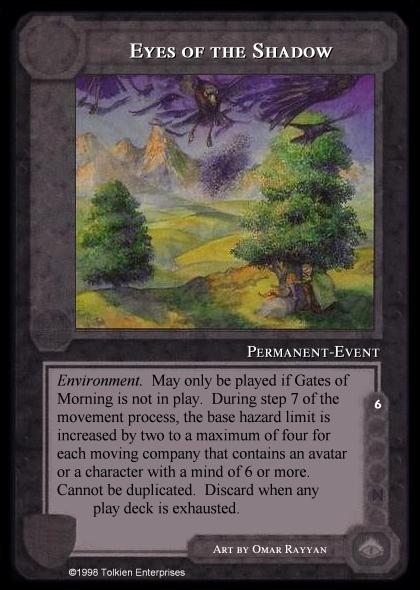 Eyes of the Shadow
Permanent-Event
Environment. May only be played if Gates of
Morning is not in play. During step 7 of the
movement process, the base hazard limit is
increased by two to a maximum of four for
each moving company that contains an avatar
or a character with a mind of 6 or more.
Cannot be duplicated. Discard when any
play deck is exhausted.
6
N
Art by Omar Rayyan
©1998 Tolkien Enterprises